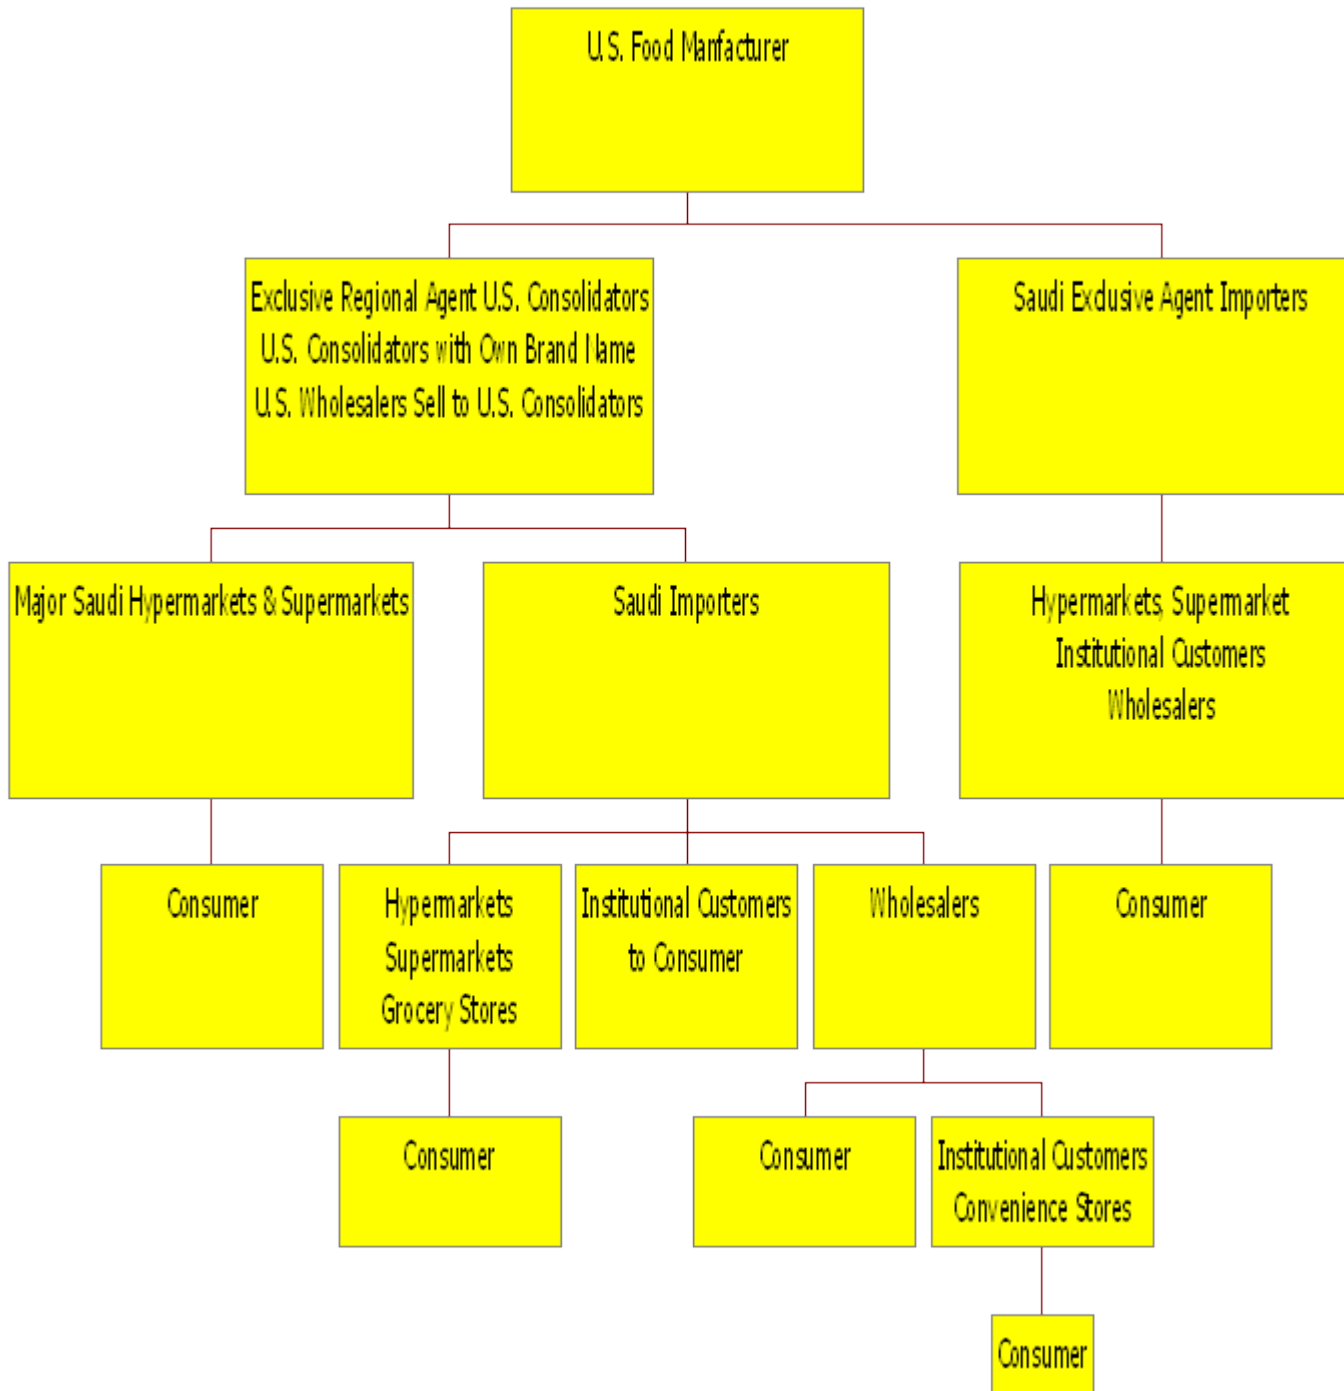 U.S. Food Manfacturer
Exclusive Regional Agent U.S. Consolidators
U.S. Consolidators with Own Brand Name
U.S. Wholesalers Sell to U.S. Consolidators
Saudi Exclusive Agent Importers
Major Saudi Hypermarkets & Supermarkets
Saudi Importers
Hypermarkets, Supermarket
Institutional Customers
Wholesalers
Consumer
Hypermarkets
Supermarkets
Grocery Stores
Institutional Customers
to Consumer
Wholesalers
Consumer
Consumer
Consumer
Institutional Customers
Convenience Stores
Consumer